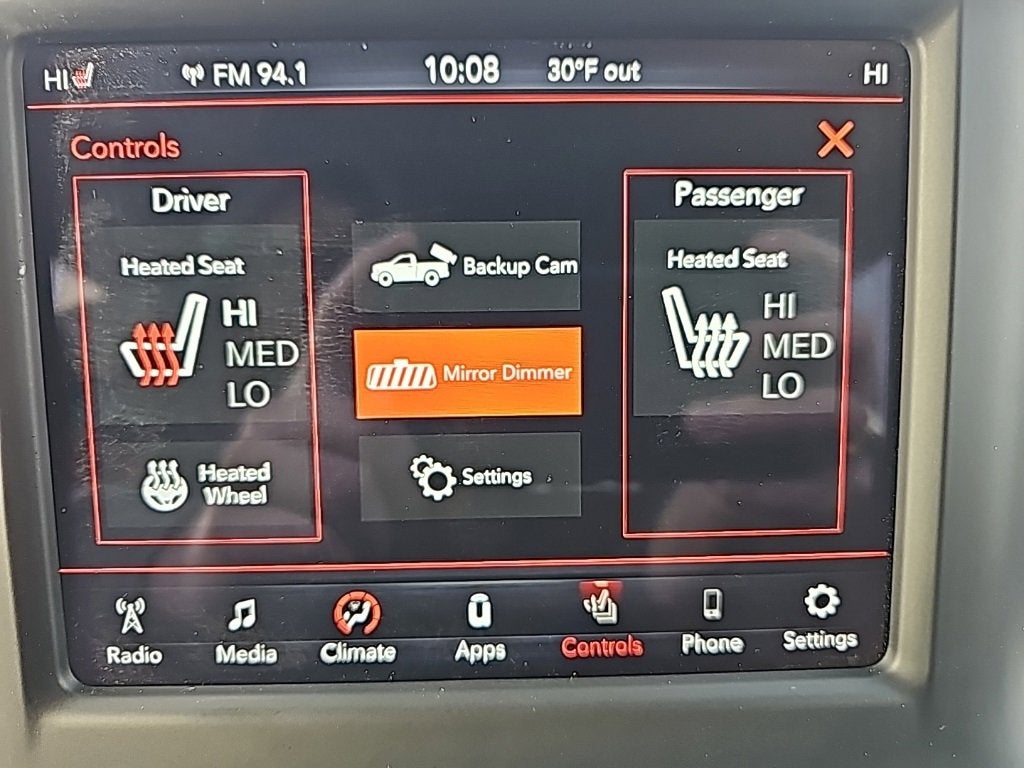 HI
FM 94.1
10:08
30°F out
HI
Controls
Driver
Heated Seat
HI
MED
LO
Heated
Wheel
Backup Cam
Mirror Dimmer
Settings
Passenger
Heated Seat
HI
MED
LO
Radio
Media
Climate
Apps
Controls
Phone
Settings